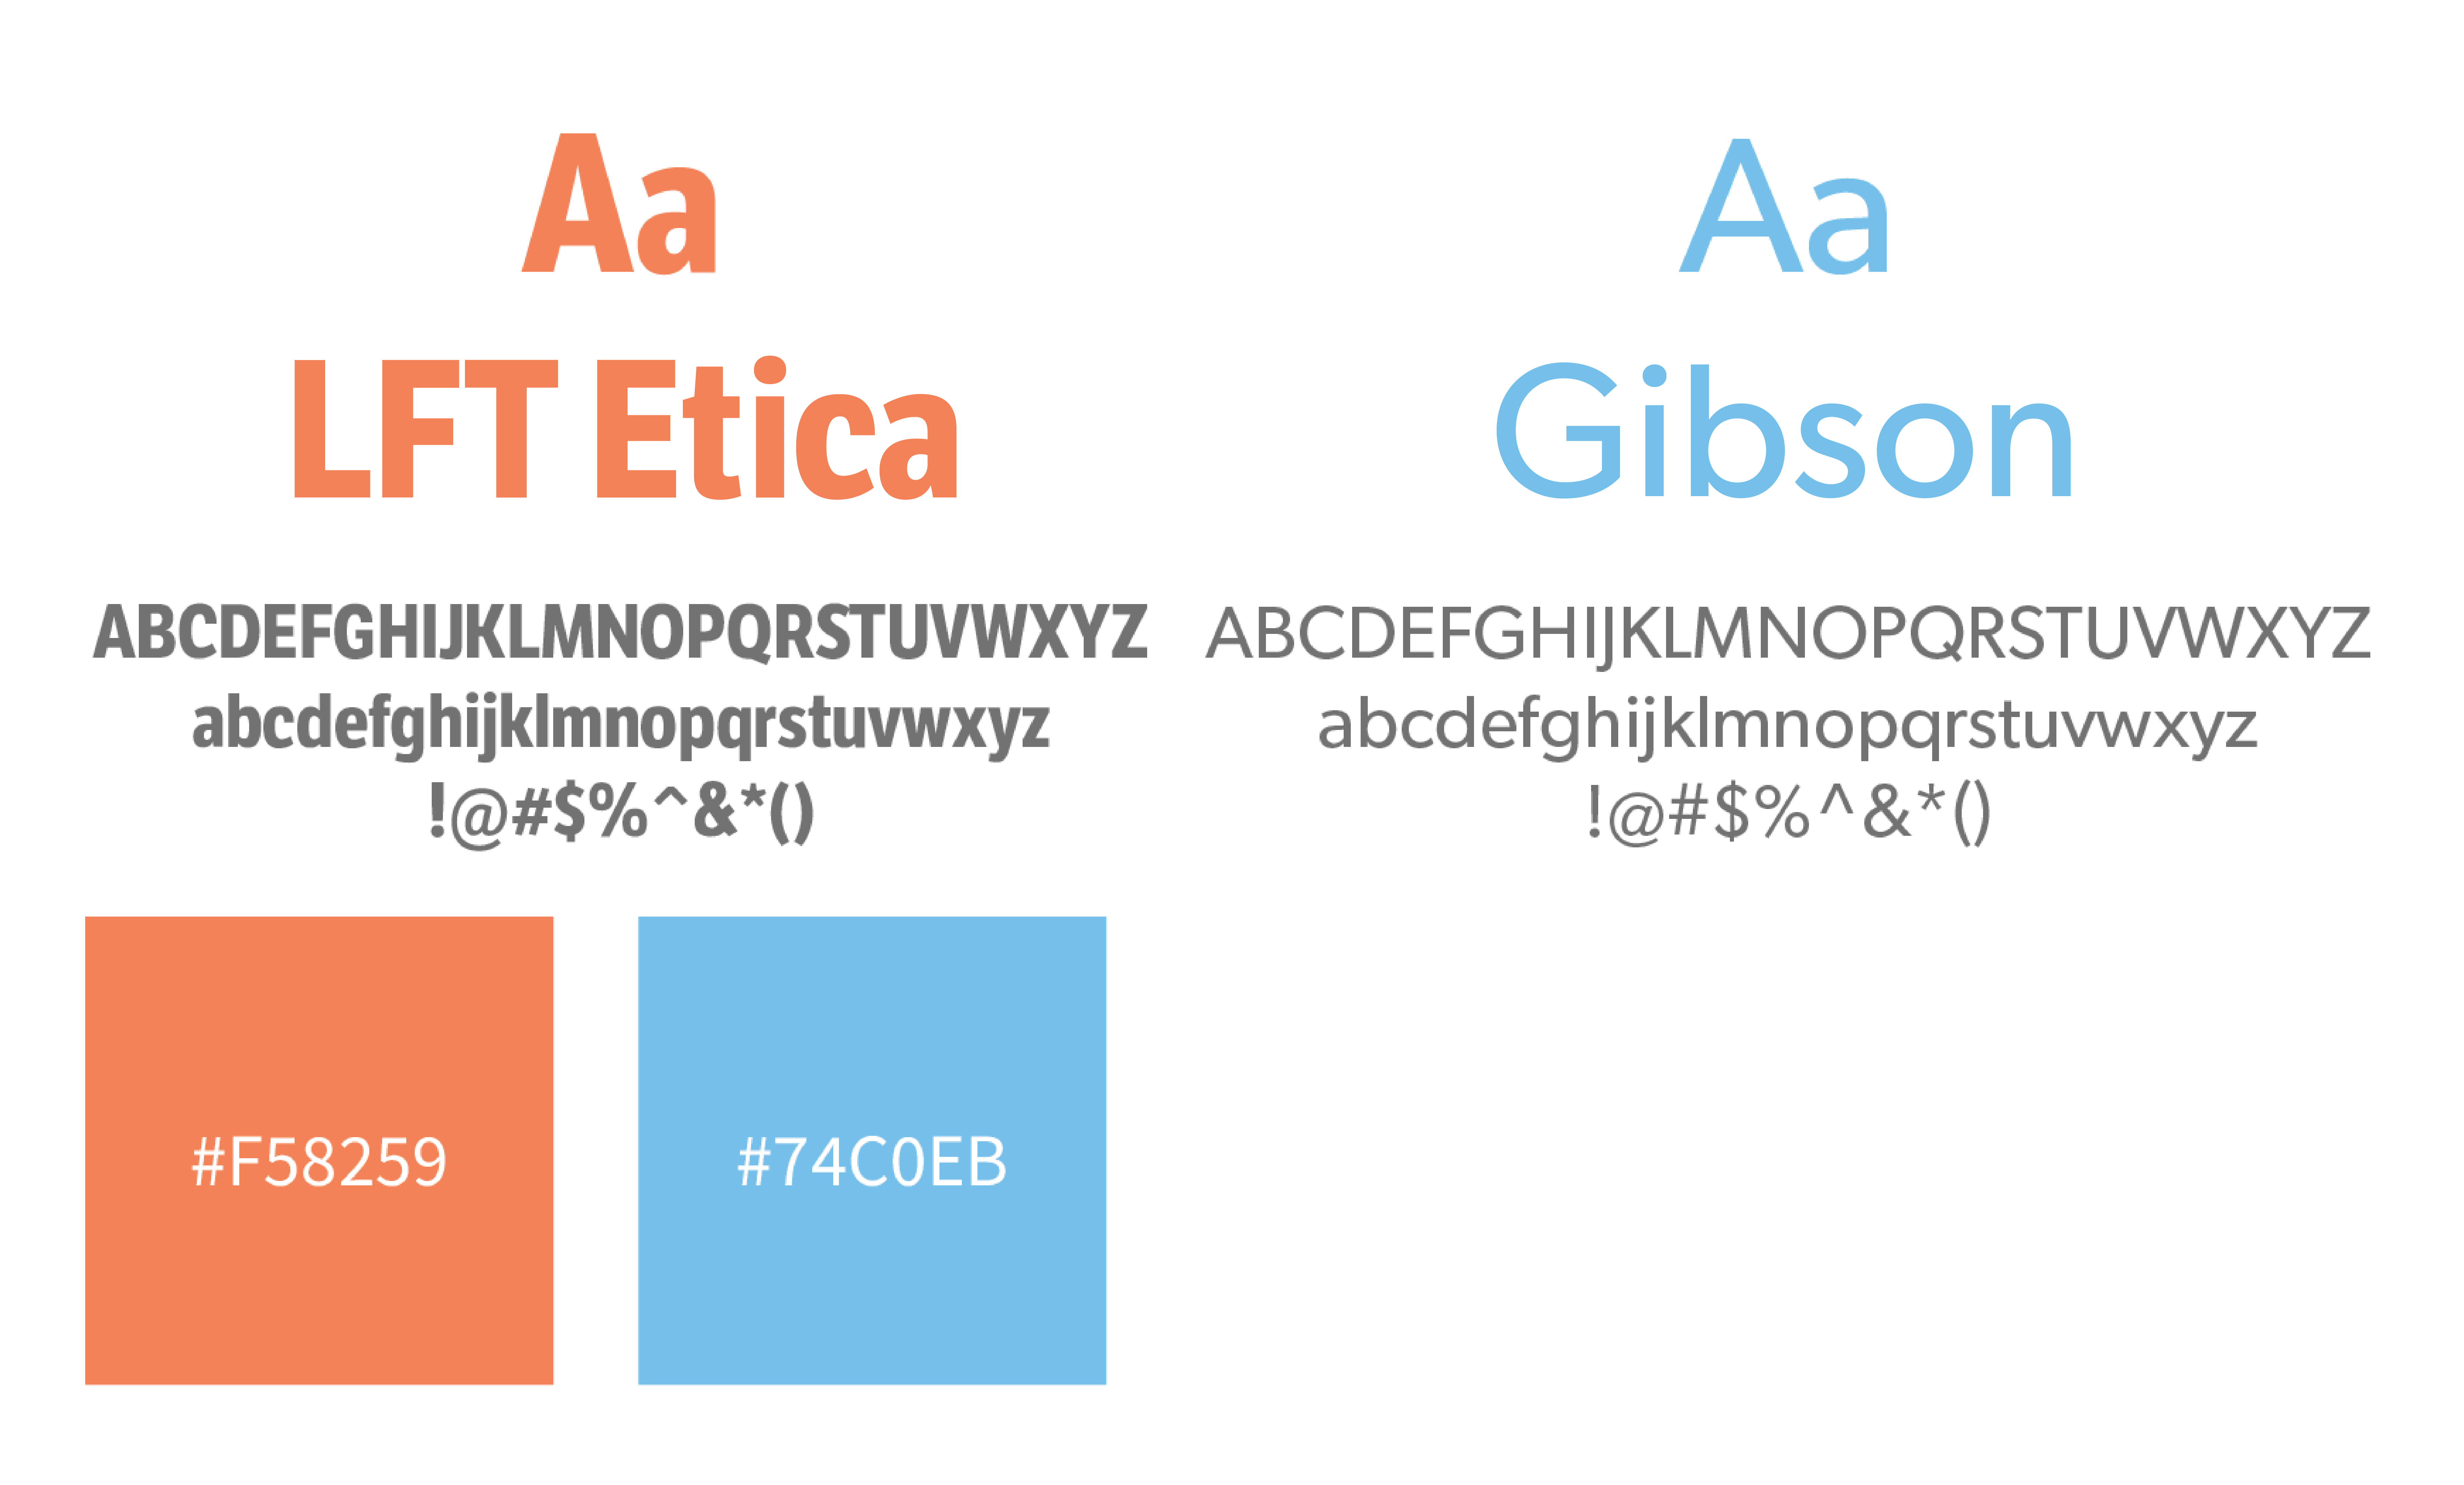 Aa
LFT Etica
ABCDEFGHIJKLMNOPQRSTUVWXYZ
abcdefghijklmnopqrstuvwxyz
!@#$%^&*()
Aa
Gibson
ABCDEFGHIJKLMNOPQRSTUVWXYZ
abcdefghijklmnopqrstuvwxyz
!@#$%^&*()
#F58259
#74C0EB